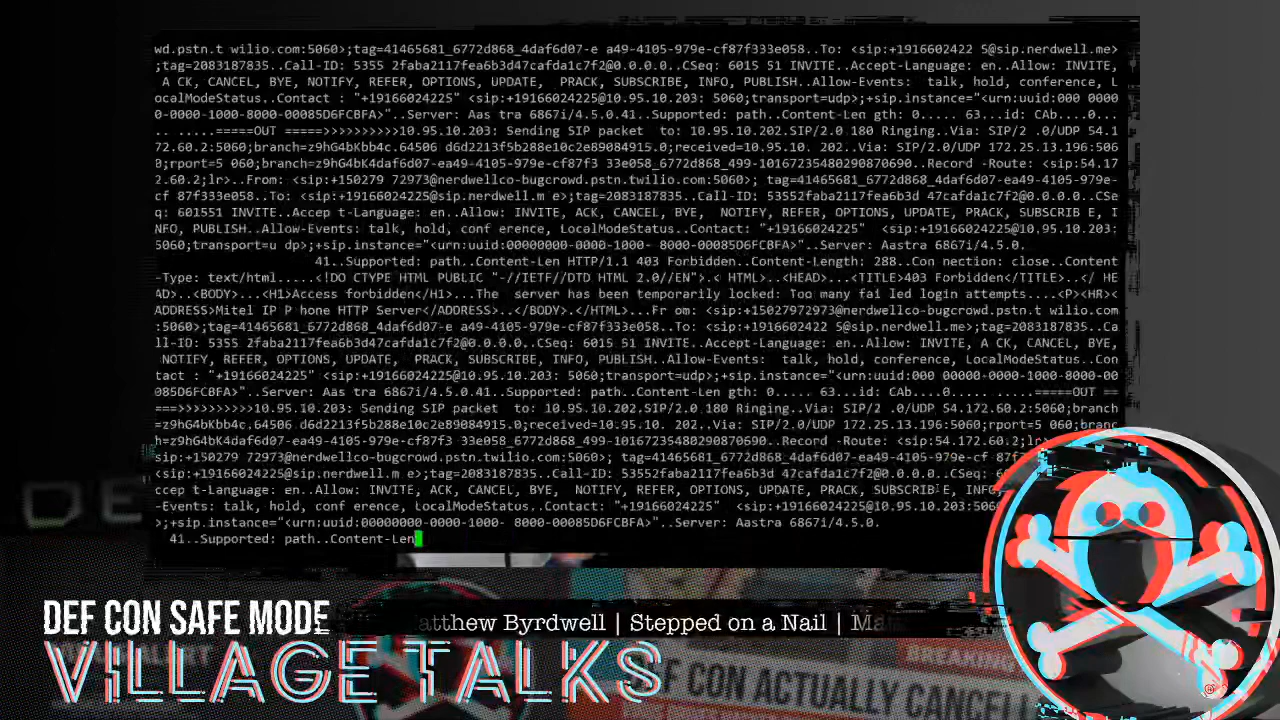 wd.pstn.t wilio.com:5060>;tag=41465681_6772d868_4daf6d07-e a49-4105-979e-cf87f333e058..To: <sip:+1916602422 5@sip.nerdwell.me>
;tag=2083187835..Call-ID: 5355 2faba2117fea6b3d47cafda1c7f2@0.0.0.0..CSeq: 6015 51 INVITE..Accept-Language: en..Allow: INVITE,
A CK, CANCEL, BYE, NOTIFY, REFER, OPTIONS, UPDATE, PRACK, SUBSCRIBE, INFO, PUBLISH..Allow-Events: talk, hold, conference, L
ocalModeStatus..Contact : "+19166024225" <sip:+19166024225@10.95.10.203: 5060;transport=udp>;+sip.instance="<urn:uuid:000 0000
0-0000-1000-8000-00085D6FCBFA>"..Server: Aas tra 6867i/4.5.0.41..Supported: path..Content-Len gth: 0..... 63: id: CAb....0...
.. .....=====OUT =====>>>>>>>>>>10.95.10.203: Sending SIP packet to: 10.95.10.202.SIP/2.0 180 Ringing..Via: SIP/2 .0/UDP 54.1
72.60.2:5060;branch=z9hG4bKbcc.64506 d6d2213f5b288e10c2e89084915.0;received=10.95.10. 202..Via: SIP/2.0/UDP 172.25.13.196:506
0;rport=5 060;branch=z9hG4bK41465681-ea49-4105-979e-cf87f3 33e058_6772d868_499-10167235480290870690..Record -Route: <sip:54.17
2.60.2;lr>..From: <sip:+150279 72973@nerdwellco-bugcrowd.pstn.twilio.com:5060>; tag=41465681_6772d868_4daf6d07-ea49-4105-979e-
cf 87f333e058..To: <sip:+19166024225@sip.nerdwell.m e>;tag=2083187835..Call-ID: 53552faba2117fea6b3d 47cafda1c7f2@0.0.0.0..CSe
q: 601551 INVITE..Accep t-Language: en..Allow: INVITE, ACK, CANCEL, BYE, NOTIFY, REFER, OPTIONS, UPDATE, PRACK, SUBSCRIB E, I
NFO, PUBLISH..Allow-Events: talk, hold, conf erence, LocalModeStatus..Contact: "+19166024225" <sip:+19166024225@10.95.10.203:
5060;transport=u dp>;+sip.instance="<urn:uuid:00000000-0000-1000- 8000-00085D6FCBFA>"..Server: Aastra 6867i/4.5.0.
41..Supported: path..Content-Len HTTP/1.1 403 Forbidden..Content-Length: 288..Con nection: close..Content
-Type: text/html....<!DO CTYPE HTML PUBLIC "-//IETF//DTD HTML 2.0//EN">.< HTML>..<HEAD>...<TITLE>403 Forbidden</TITLE>..</ HE
AD>..<BODY>...<H1>Access forbidden</H1>...The server has been temporarily locked: Too many fai led login attempts....<P><HR><
ADDRESS>Mitel IP P hone HTTP Server</ADDRESS>..</BODY>.</HTML>...Fr om: <sip:+15027972973@nerdwellco-bugcrowd.pstn.t wilio.com
:5060>;tag=41465681_6772d868_4daf6d07-e a49-4105-979e-cf87f333e058..To: <sip:+1916602422 5@sip.nerdwell.me>;tag=2083187835..Ca
ll-ID: 5355 2faba2117fea6b3d47cafda1c7f2@0.0.0.0..CSeq: 6015 51 INVITE..Accept-Language: en..Allow: INVITE, A CK, CANCEL, BYE,
NOTIFY, REFER, OPTIONS, UPDATE, PRACK, SUBSCRIBE, INFO, PUBLISH..Allow-Events: talk, hold, conference, LocalModeStatus..Con
tact : "+19166024225" <sip:+19166024225@10.95.10.203: 5060;transport=udp>;+sip.instance="<urn:uuid:000 00000-0000-1000-8000-00
085D6FCBFA>"..Server: Aas tra 6867i/4.5.0.41..Supported: path..Content-Len gth: 0..... 63...id: CAb.... .0... .. .....=====OUT ==
===>>>>>>>>>>10.95.10.203: Sending SIP packet to: 10.95.10.202.SIP/2.0 180 Ringing..Via: SIP/2 .0/UDP 54.172.60.2:5060;branch
=z9hG4bKbcc.64506 d6d2213f5b288e10c2e89084915.0;received=10.95.10. 202..Via: SIP/2.0/UDP 172.25.13.196:5060;rport=5 060;branc
h=z9hG4bK41465681-ea49-4105-979e-cf87f3 33e058_6772d868_499-10167235480290870690..Record -Route: <sip:54.172.60.2;lr>
sip:+150279 72973@nerdwellco-bugcrowd.pstn.twilio.com:5060>; tag=41465681_6772d868_4daf6d07-ea49-4105-979e-cf
<sip:+19166024225@sip.nerdwell.m e>;tag=2083187835..Call-ID: 53552faba2117fea6b3d 47cafda1c7f2@0.0.0.0..CSeq:
ccep t-Language: en..Allow: INVITE, ACK, CANCEL, BYE, NOTIFY, REFER, OPTIONS, UPDATE, PRACK, SUBSCRIB E, INFO,
-Events: talk, hold, conf erence, LocalModeStatus..Contact: "+19166024225" <sip:+19166024225@10.95.10.203:
>;+sip.instance="<urn:uuid:00000000-0000-1000- 8000-00085D6FCBFA>"..Server: Aastra 6867i/4.5.0.
41..Supported: path..Content-Len
DEF CON SAFE MODE
atthew Byrdwell | Stepped on a Nail | Ma
VILLAGE TALKS
DEF CON ACTUALLY CANCEL